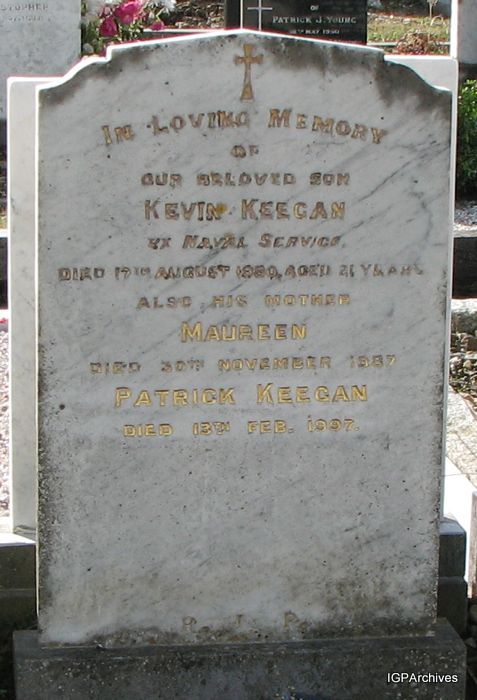 PATRICK J. YOUNG
IN LOVING MEMORY
OF
OUR BELOVED SON
KEVIN KEEGAN
EX NAVAL SERVICE.
DIED 17TH AUGUST 1980, AGED 21 YEARS
ALSO HIS MOTHER
MAUREEN
DIED 30TH NOVEMBER 1987
PATRICK KEEGAN
DIED 13TH FEB. 1997.
R. I. P.
IGPArchives